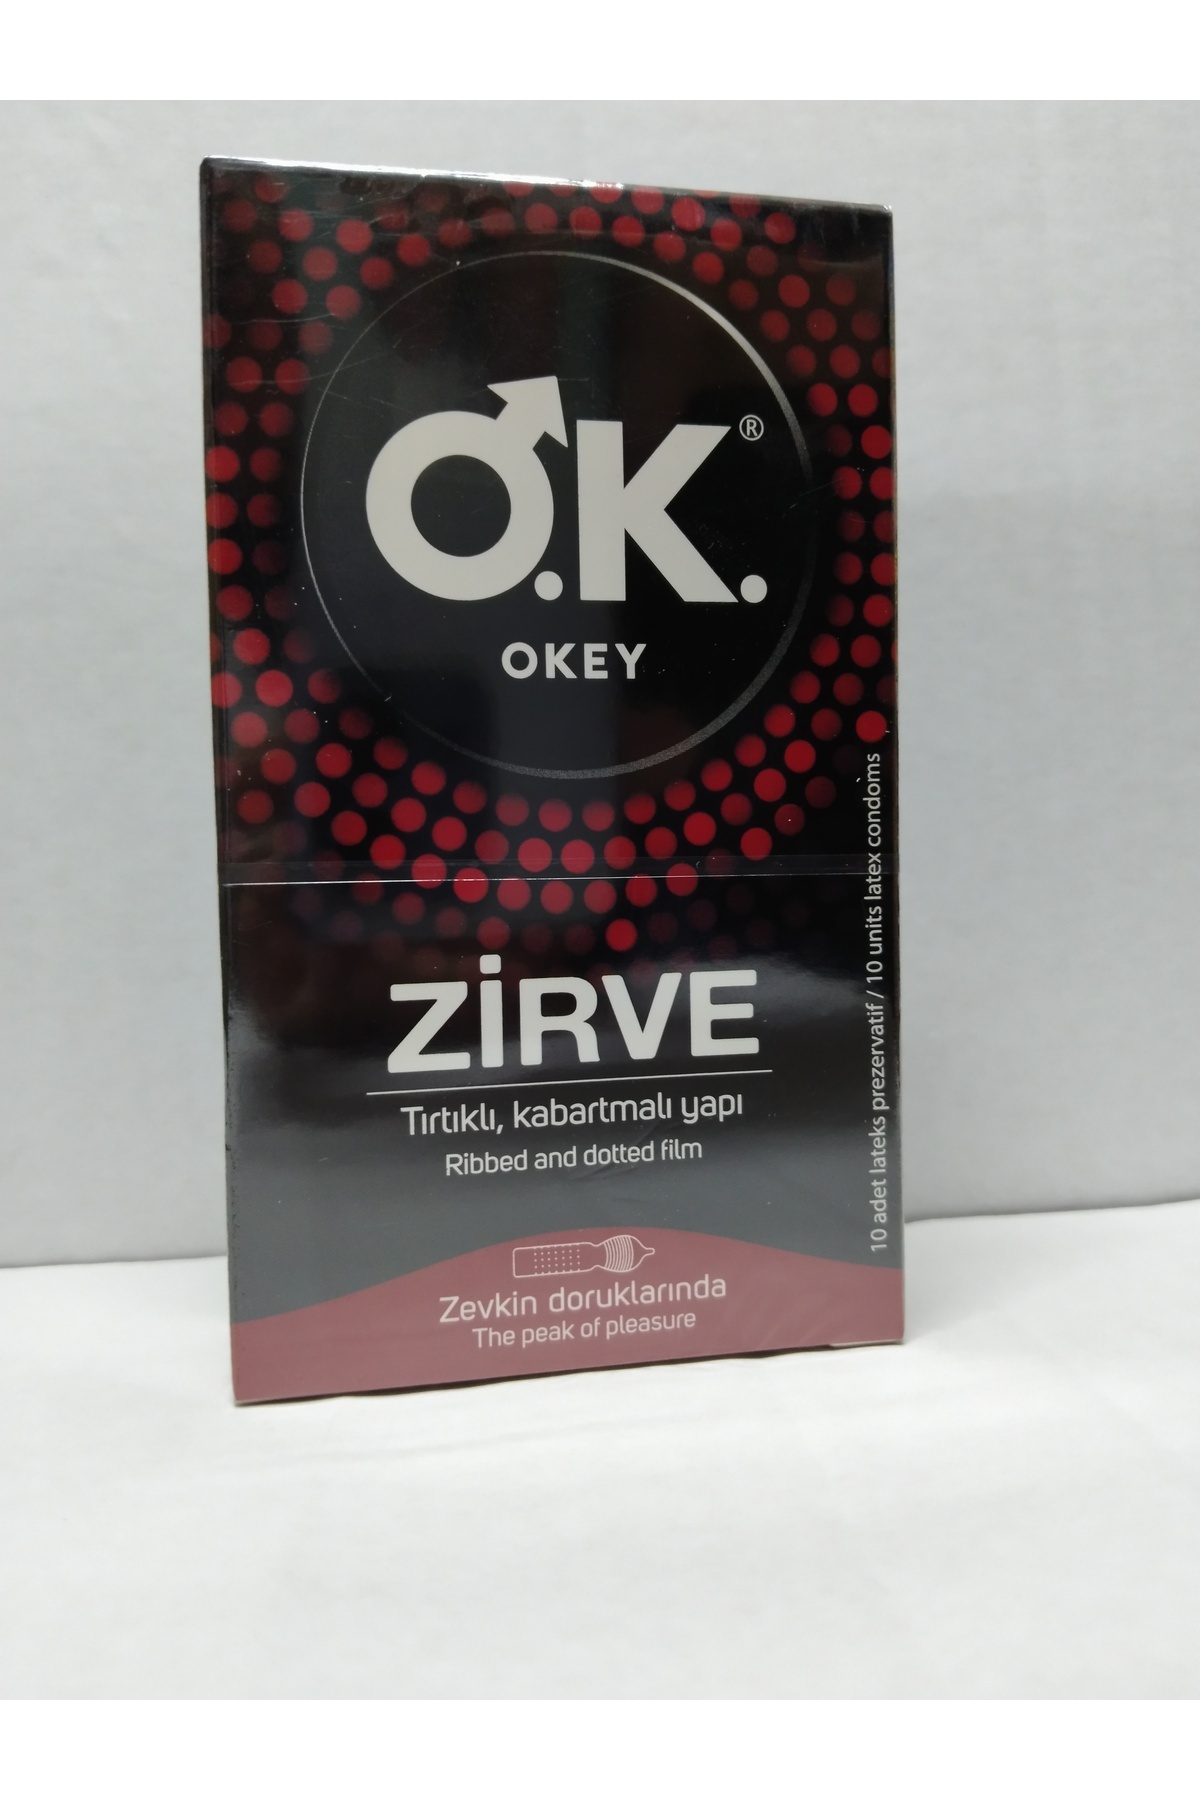 O.K.®
OKEY
ZİRVE
Tırtıklı, kabartmalı yapı
Ribbed and dotted film
Zevkin doruklarında
The peak of pleasure
10 adet lateks prezervatif / 10 units latex condoms